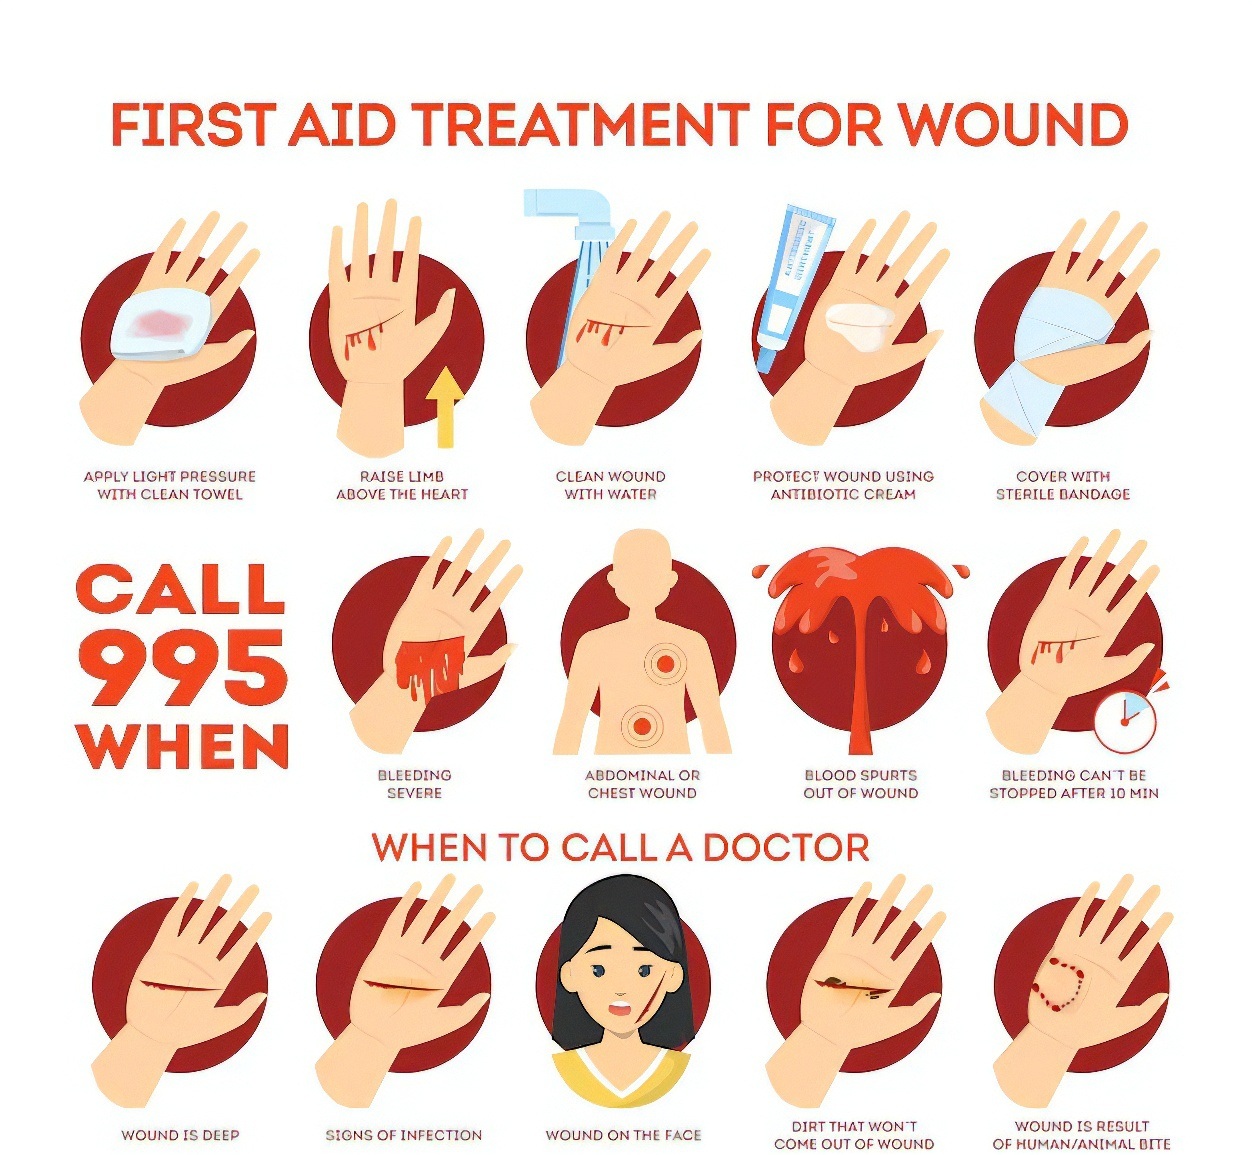 FIRST AID TREATMENT FOR WOUND
APPLY LIGHT PRESSURE
WITH CLEAN TOWEL
RAISE LIMB
ABOVE THE HEART
CLEAN WOUND
WITH WATER
PROTECT WOUND USING
ANTIBIOTIC CREAM
COVER WITH
STERILE BANDAGE
CALL
995
WHEN
BLEEDING
SEVERE
ABDOMINAL OR
CHEST WOUND
BLOOD SPURTS
OUT OF WOUND
BLEEDING CAN'T BE
STOPPED AFTER 10 MIN
WHEN TO CALL A DOCTOR
WOUND IS DEEP
SIGNS OF INFECTION
WOUND ON THE FACE
DIRT THAT WON'T
COME OUT OF WOUND
WOUND IS RESULT
OF HUMAN/ANIMAL BITE